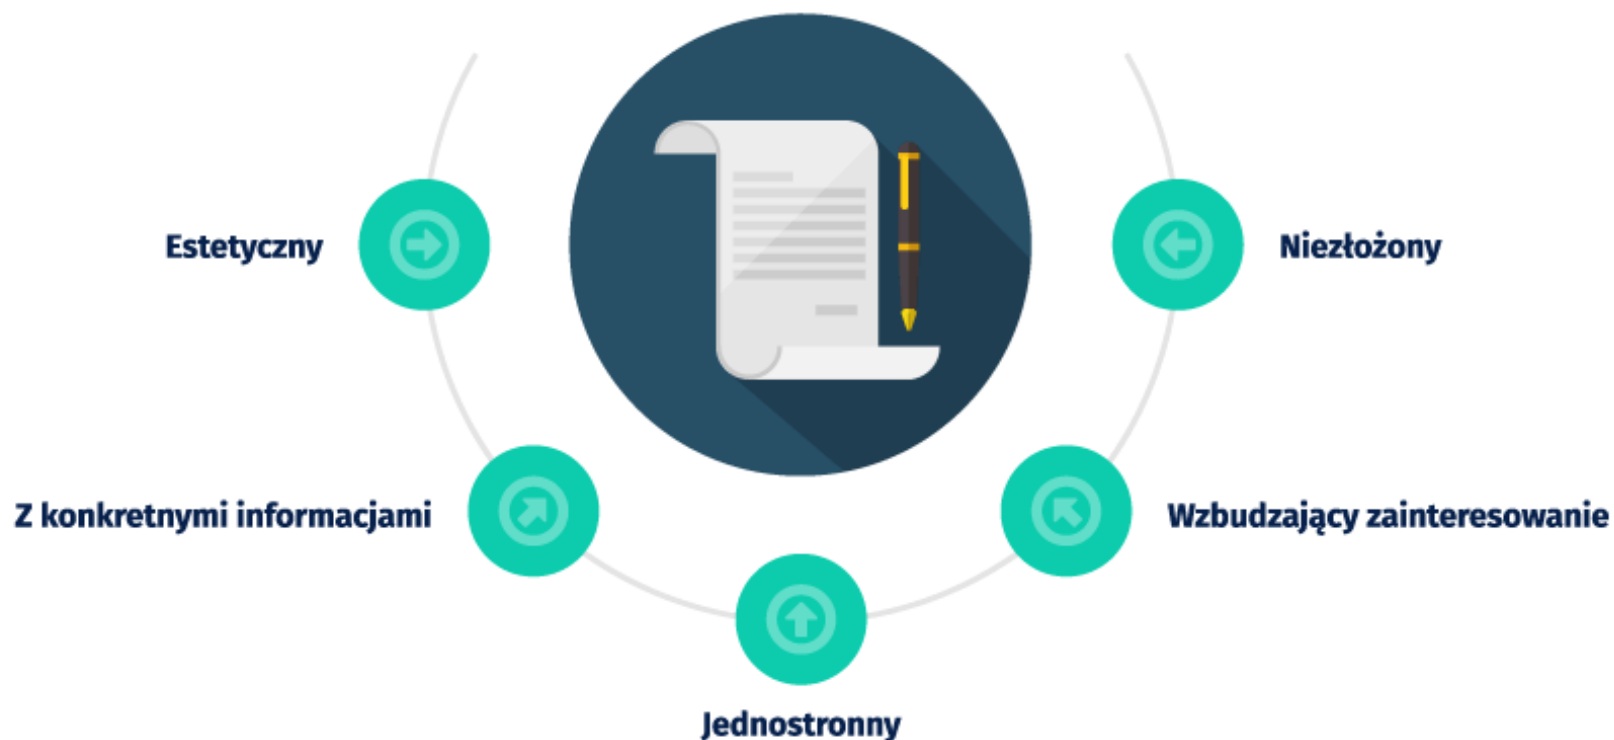 Estetyczny
Niezłożony
Z konkretnymi informacjami
Wzbudzający zainteresowanie
Jednostronny